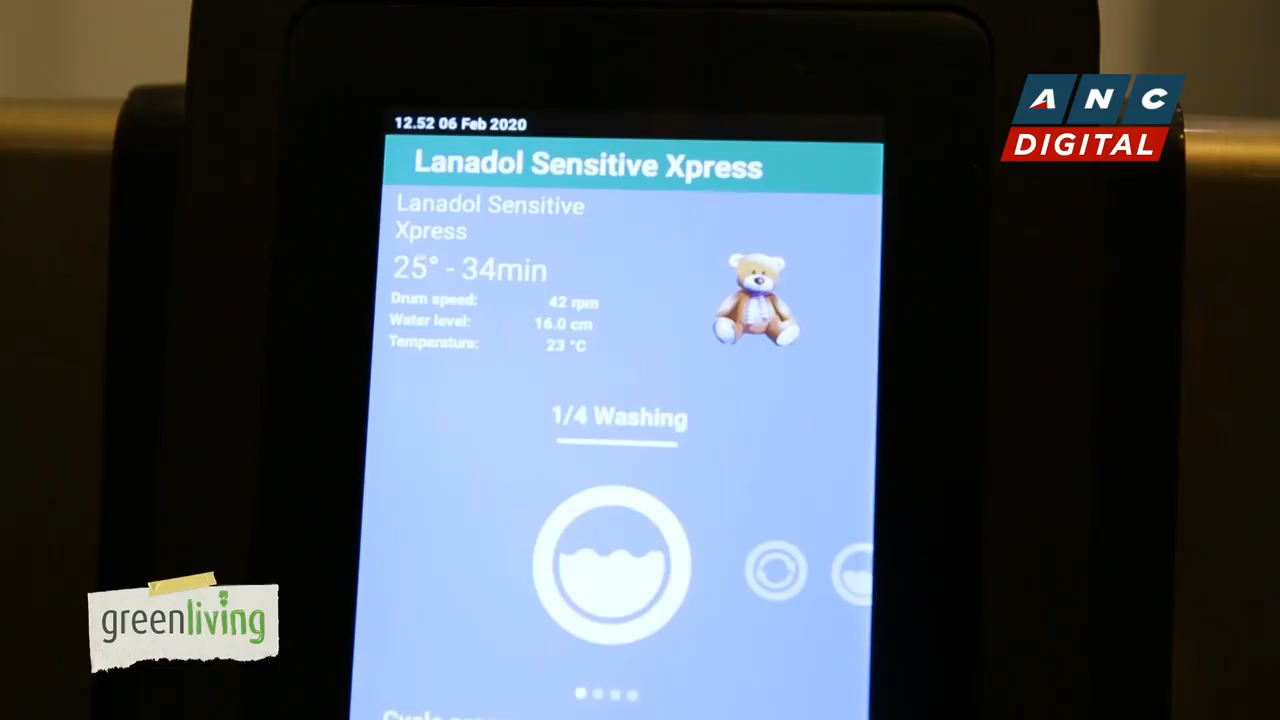 12.52 06 Feb 2020
ANC
DIGITAL
Lanadol Sensitive Xpress
Lanadol Sensitive
Xpress
25° - 34min
Drum speed: 42 rpm
Water level: 16.0 cm
Temperature: 23 °C
1/4 Washing
greenliving